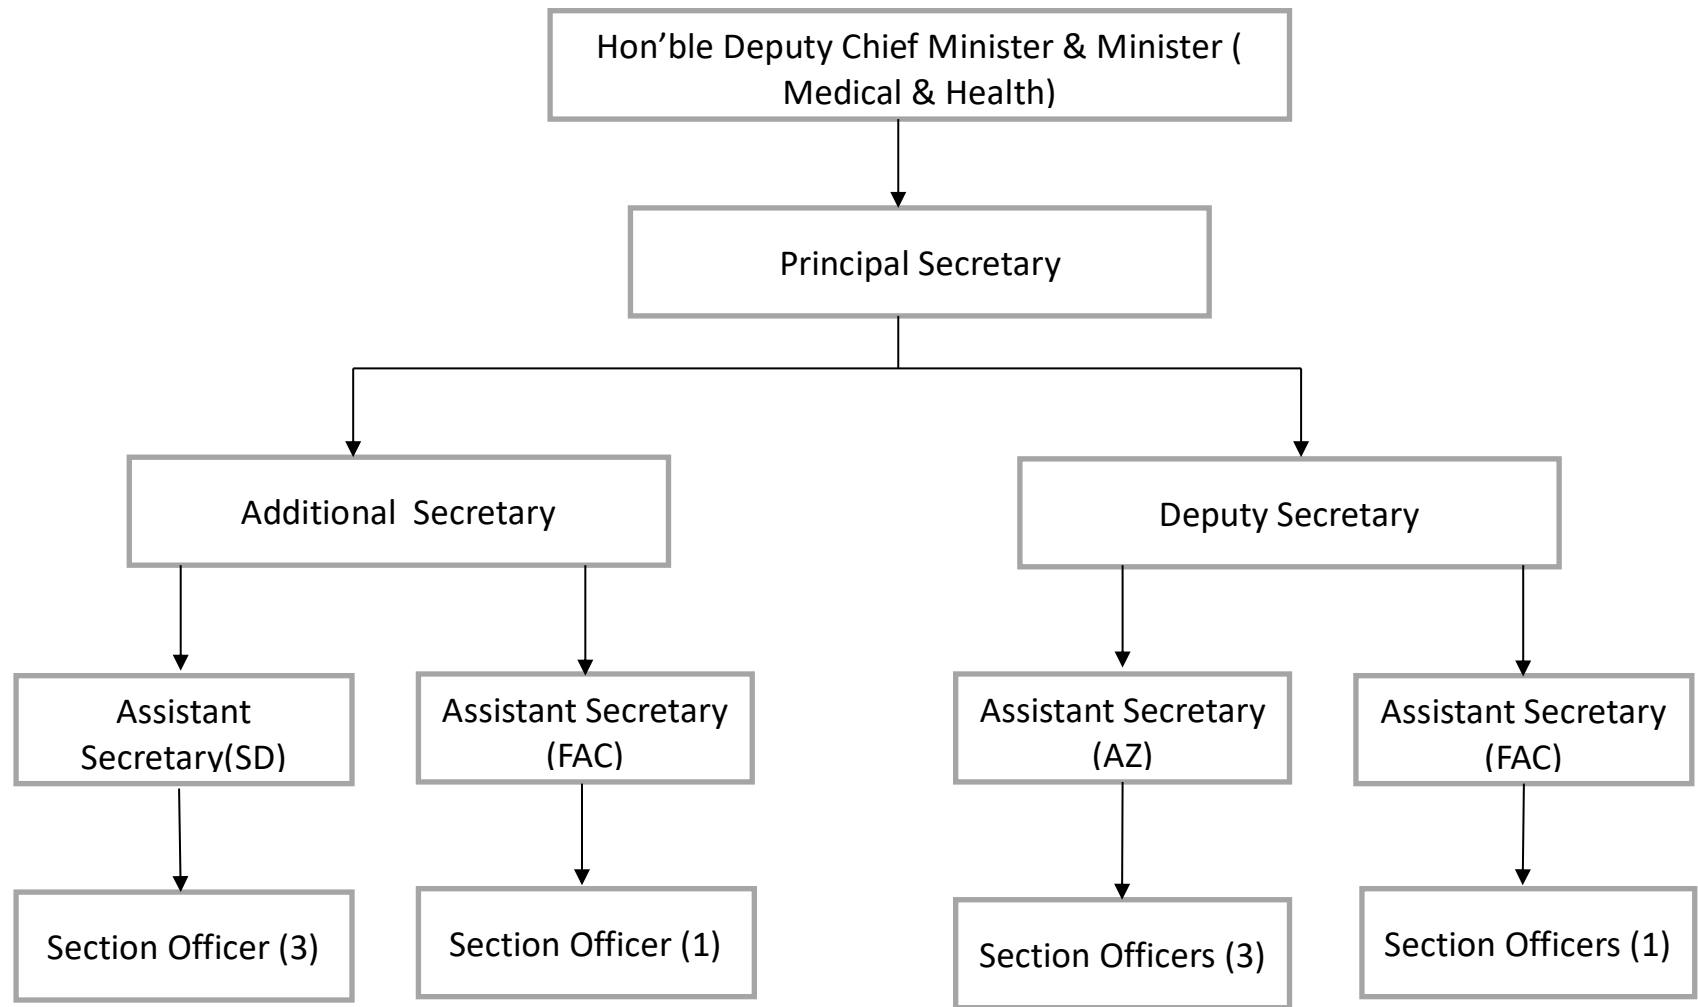 Hon’ble Deputy Chief Minister & Minister (
Medical & Health)
Principal Secretary
Additional  Secretary
Deputy Secretary
Assistant
Secretary(SD)
Assistant Secretary
(FAC)
Assistant Secretary
(AZ)
Assistant Secretary
(FAC)
Section Officer (3)
Section Officer (1)
Section Officers (3)
Section Officers (1)